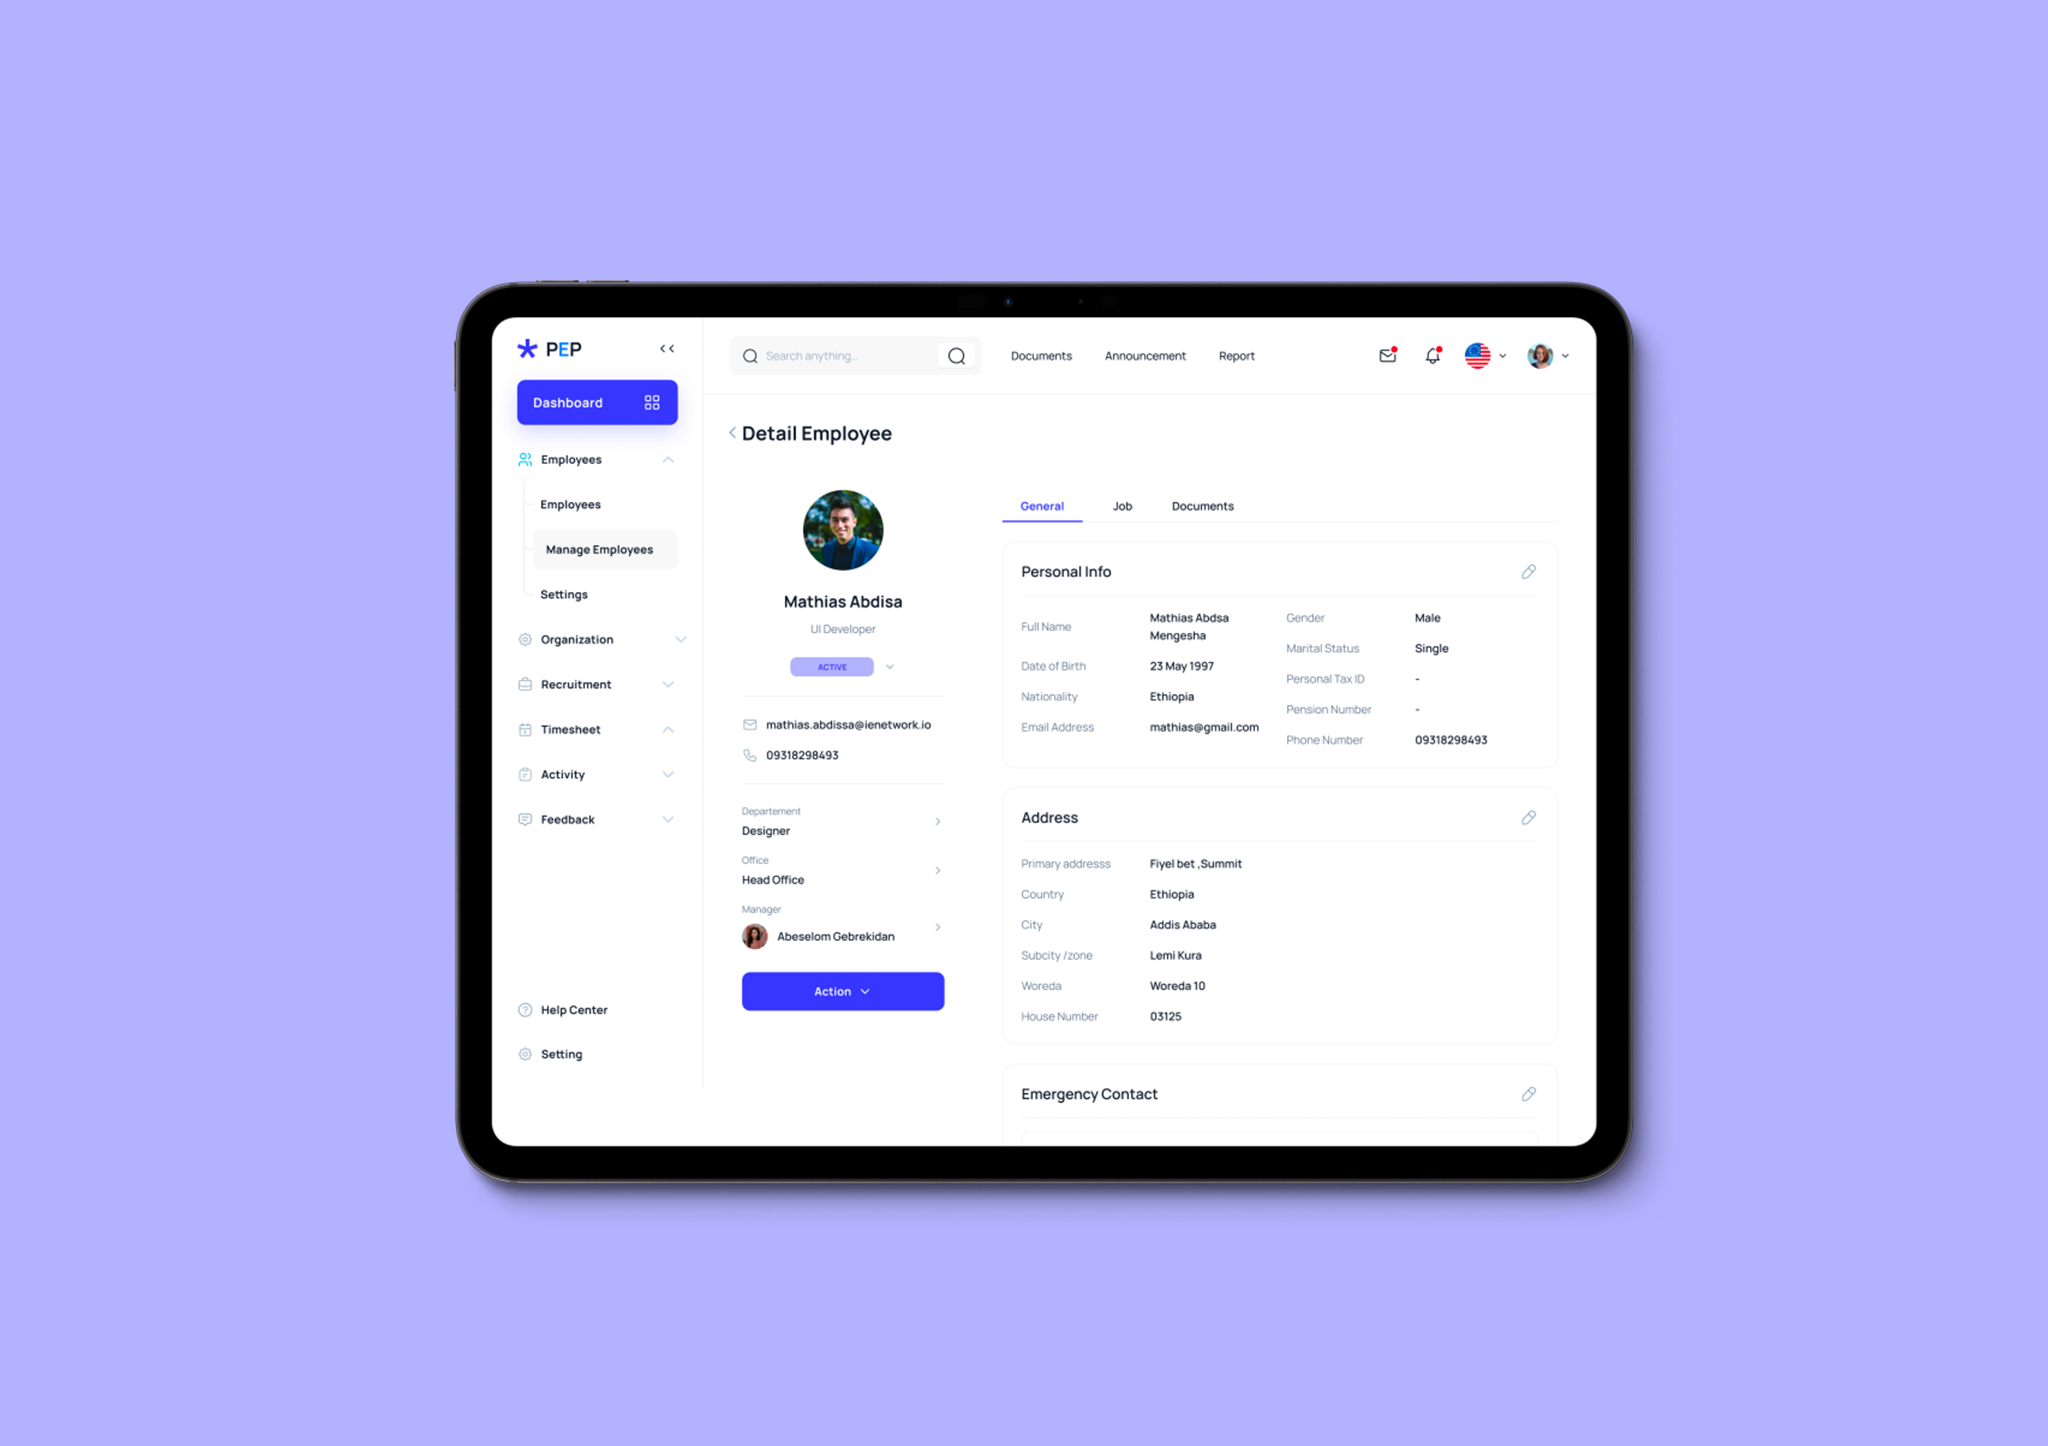 PEP
Dashboard
Employees
Employees
Manage Employees
Settings
Organization
Recruitment
Timesheet
Activity
Feedback
Help Center
Setting
Search anything...
Documents
Announcement
Report
Detail Employee
Mathias Abdisa
UI Developer
ACTIVE
mathias.abdissa@ienetwork.io
09318298493
Departement
Designer
Office
Head Office
Manager
Abeselom Gebrekidan
Action
General
Job
Documents
Personal Info
Full Name
Mathias Abdsa
Mengesha
Date of Birth
23 May 1997
Nationality
Ethiopia
Email Address
mathias@gmail.com
Gender
Male
Marital Status
Single
Personal Tax ID
-
Pension Number
-
Phone Number
09318298493
Address
Primary addresss
Fiyel bet ,Summit
Country
Ethiopia
City
Addis Ababa
Subcity /zone
Lemi Kura
Woreda
Woreda 10
House Number
03125
Emergency Contact